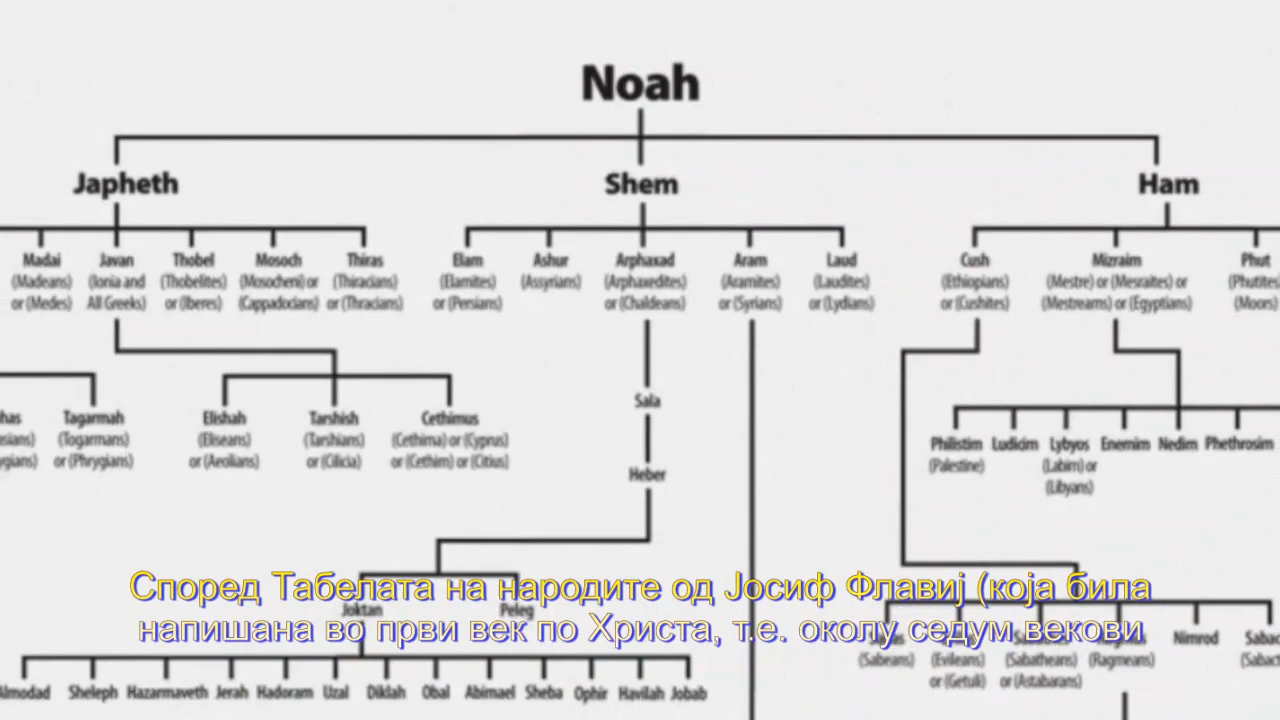 Noah
Japheth Shem Ham
Madai Javan Thobel Mosoch Thiras Elam Ashur Arphaxad Aram Laud Cush Mizraim Phut
(Madeans) (Ionia and (Thobelites) (Mosocheni) or (Thiracians) (Elamites) (Assyrians) (Arphaxedites) (Aramites) (Laudites) (Ethiopians) (Mestre) or (Mesraites) or (Phutites
or (Medes) All Greeks) or (Iberes) (Cappadocians) or (Thracians) or (Persians) or (Chaldeans) or (Syrians) or (Lydians) or (Cushites) (Mestreams) or (Egyptians) (Moors)
Sala
has Tagarmah Elishah Tarshish Cethimus
sians) (Togarmans) (Eliseans) (Tarshians) (Cethima) or (Cyprus)
ygians) or (Phrygians) or (Aeolians) or (Cilicia) or (Cethim) or (Citius)
Philistim Ludicim Lybyos Enemim Nedim Phethrosim
(Palestine) (Labim) or
(Libyans)
Heber
Според Табелата на народите од Јосиф Флавиј (која била
Joktan Peleg
напишана во први век по Христа, т.е. околу седум векови
Nimrod Sabac
(Sabeans) (Evileans) (Sabatheans) (Ragmeans) (Sabact
or (Getuli) or (Astabarans)
Almodad Sheleph Hazarmaveth Jerah Hadoram Uzal Diklah Obal Abimael Sheba Ophir Havilah Jobab